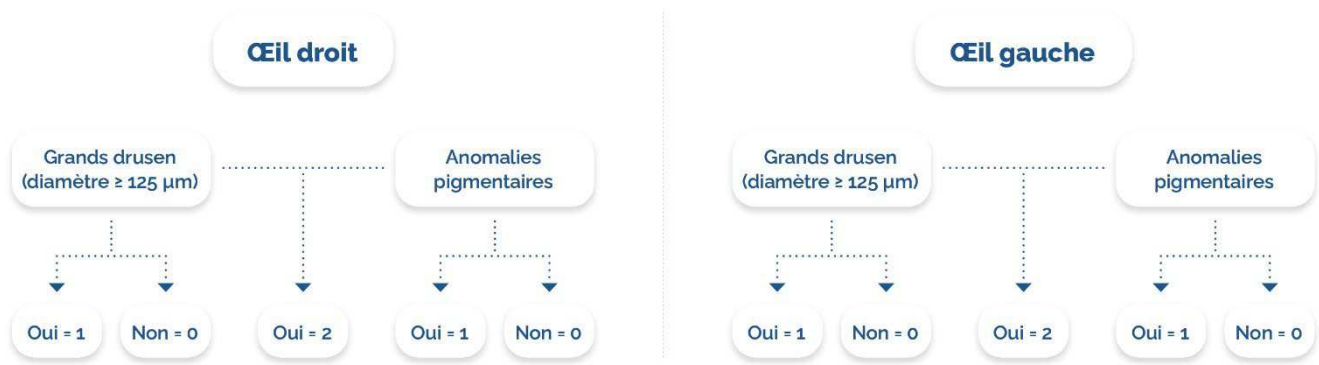 Œil droit
Œil gauche
Grands drusen
(diamètre ≥ 125 µm)
Anomalies
pigmentaires
Grands drusen
(diamètre ≥ 125 µm)
Anomalies
pigmentaires
Oui = 1
Non = 0
Oui = 2
Oui = 1
Non = 0
Oui = 1
Non = 0
Oui = 2
Oui = 1
Non = 0